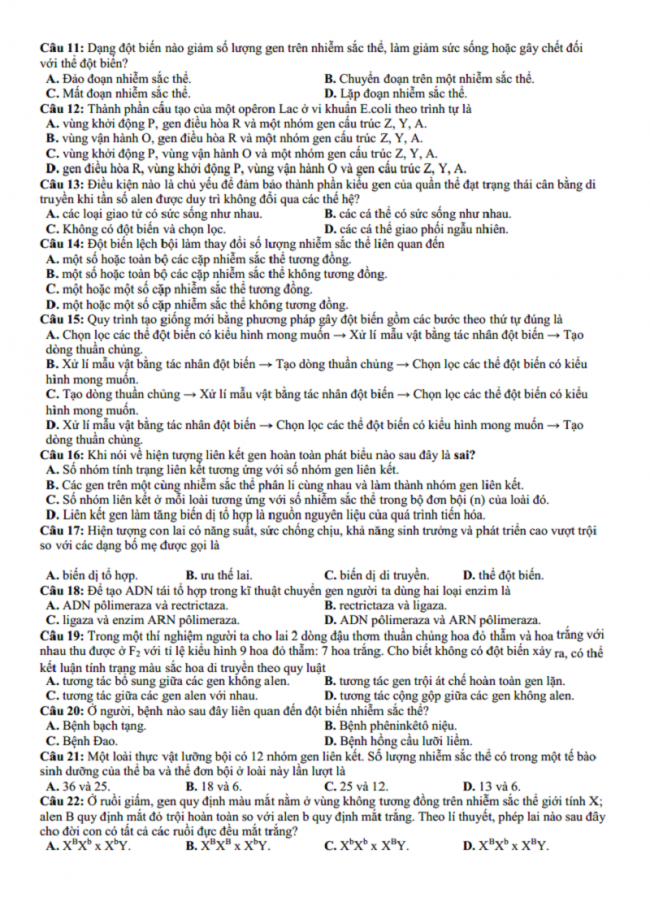 Câu 11: Dạng đột biến nào giảm số lượng gen trên nhiễm sắc thể, làm giảm sức sống hoặc gây chết đối
với thể đột biến?
A. Đảo đoạn nhiễm sắc thể. B. Chuyển đoạn trên một nhiễm sắc thể.
C. Mất đoạn nhiễm sắc thể. D. Lặp đoạn nhiễm sắc thể.
Câu 12: Thành phần cấu tạo của một opêron Lac ở vi khuẩn E.coli theo trình tự là
A. vùng khởi động P, gen điều hòa R và một nhóm gen cấu trúc Z, Y, A.
B. vùng vận hành O, gen điều hòa R và một nhóm gen cấu trúc Z, Y, A.
C. vùng khởi động P, vùng vận hành O và một nhóm gen cấu trúc Z, Y, A.
D. gen điều hòa R, vùng khởi động P, vùng vận hành O và gen cấu trúc Z, Y, A.
Câu 13: Điều kiện nào là chủ yếu để đảm bảo thành phần kiểu gen của quần thể đạt trạng thái cân bằng di
truyền khi tần số alen được duy trì không đổi qua các thế hệ?
A. các loại giao tử có sức sống như nhau. B. các cá thể có sức sống như nhau.
C. Không có đột biến và chọn lọc. D. các cá thể giao phối ngẫu nhiên.
Câu 14: Đột biến lệch bội làm thay đổi số lượng nhiễm sắc thể liên quan đến
A. một số hoặc toàn bộ các cặp nhiễm sắc thể tương đồng.
B. một số hoặc toàn bộ các cặp nhiễm sắc thể không tương đồng.
C. một hoặc một số cặp nhiễm sắc thể tương đồng.
D. một hoặc một số cặp nhiễm sắc thể không tương đồng.
Câu 15: Quy trình tạo giống mới bằng phương pháp gây đột biến gồm các bước theo thứ tự đúng là
A. Chọn lọc các thể đột biến có kiểu hình mong muốn → Xử lí mẫu vật bằng tác nhân đột biến → Tạo
dòng thuần chủng.
B. Xử lí mẫu vật bằng tác nhân đột biến → Tạo dòng thuần chủng → Chọn lọc các thể đột biến có kiểu
hình mong muốn.
C. Tạo dòng thuần chủng → Xử lí mẫu vật bằng tác nhân đột biến → Chọn lọc các thể đột biến có kiểu
hình mong muốn.
D. Xử lí mẫu vật bằng tác nhân đột biến → Chọn lọc các thể đột biến có kiểu hình mong muốn → Tạo
dòng thuần chủng.
Câu 16: Khi nói về hiện tượng liên kết gen hoàn toàn phát biểu nào sau đây là sai?
A. Số nhóm tính trạng liên kết tương ứng với số nhóm gen liên kết.
B. Các gen trên một cùng nhiễm sắc thể phân li cùng nhau và làm thành nhóm gen liên kết.
C. Số nhóm liên kết ở mỗi loài tương ứng với số nhiễm sắc thể trong bộ đơn bội (n) của loài đó.
D. Liên kết gen làm tăng biến dị tổ hợp là nguồn nguyên liệu của quá trình tiến hóa.
Câu 17: Hiện tượng con lai có năng suất, sức chống chịu, khả năng sinh trưởng và phát triển cao vượt trội
so với các dạng bố mẹ được gọi là
A. biến dị tổ hợp. B. ưu thế lai. C. biến dị di truyền. D. thể đột biến.
Câu 18: Để tạo ADN tái tổ hợp trong kĩ thuật chuyển gen người ta dùng hai loại enzim là
A. ADN pôlimeraza và rectrictaza. B. rectrictaza và ligaza.
C. ligaza và enzim ARN pôlimeraza. D. ADN pôlimeraza và ARN pôlimeraza.
Câu 19: Trong một thí nghiệm người ta cho lai 2 dòng đậu thơm thuần chủng hoa đỏ thẫm và hoa trắng với
nhau thu được ở F₂ với tỉ lệ kiểu hình 9 hoa đỏ thẫm: 7 hoa trắng. Cho biết không có đột biến xảy ra, có thể
kết luận tính trạng màu sắc hoa di truyền theo quy luật
A. tương tác bổ sung giữa các gen không alen. B. tương tác gen trội át chế hoàn toàn gen lặn.
C. tương tác giữa các gen alen với nhau. D. tương tác cộng gộp giữa các gen không alen.
Câu 20: Ở người, bệnh nào sau đây liên quan đến đột biến nhiễm sắc thể?
A. Bệnh bạch tạng. B. Bệnh phêninkêtô niệu.
C. Bệnh Đao. D. Bệnh hồng cầu lưỡi liềm.
Câu 21: Một loài thực vật lưỡng bội có 12 nhóm gen liên kết. Số lượng nhiễm sắc thể có trong một tế bào
sinh dưỡng của thể ba và thể đơn bội ở loài này lần lượt là
A. 36 và 25. B. 18 và 6. C. 25 và 12. D. 13 và 6.
Câu 22: Ở ruồi giấm, gen quy định màu mắt nằm ở vùng không tương đồng trên nhiễm sắc thể giới tính X;
alen B quy định mắt đỏ trội hoàn toàn so với alen b quy định mắt trắng. Theo lí thuyết, phép lai nào sau đây
cho đời con có tất cả các ruồi đực đều mắt trắng?
A. XᴮXᵇ x XᵇY. B. XᴮXᴮ x XᵇY. C. XᵇXᵇ x XᴮY. D. XᴮXᵇ x XᴮY.